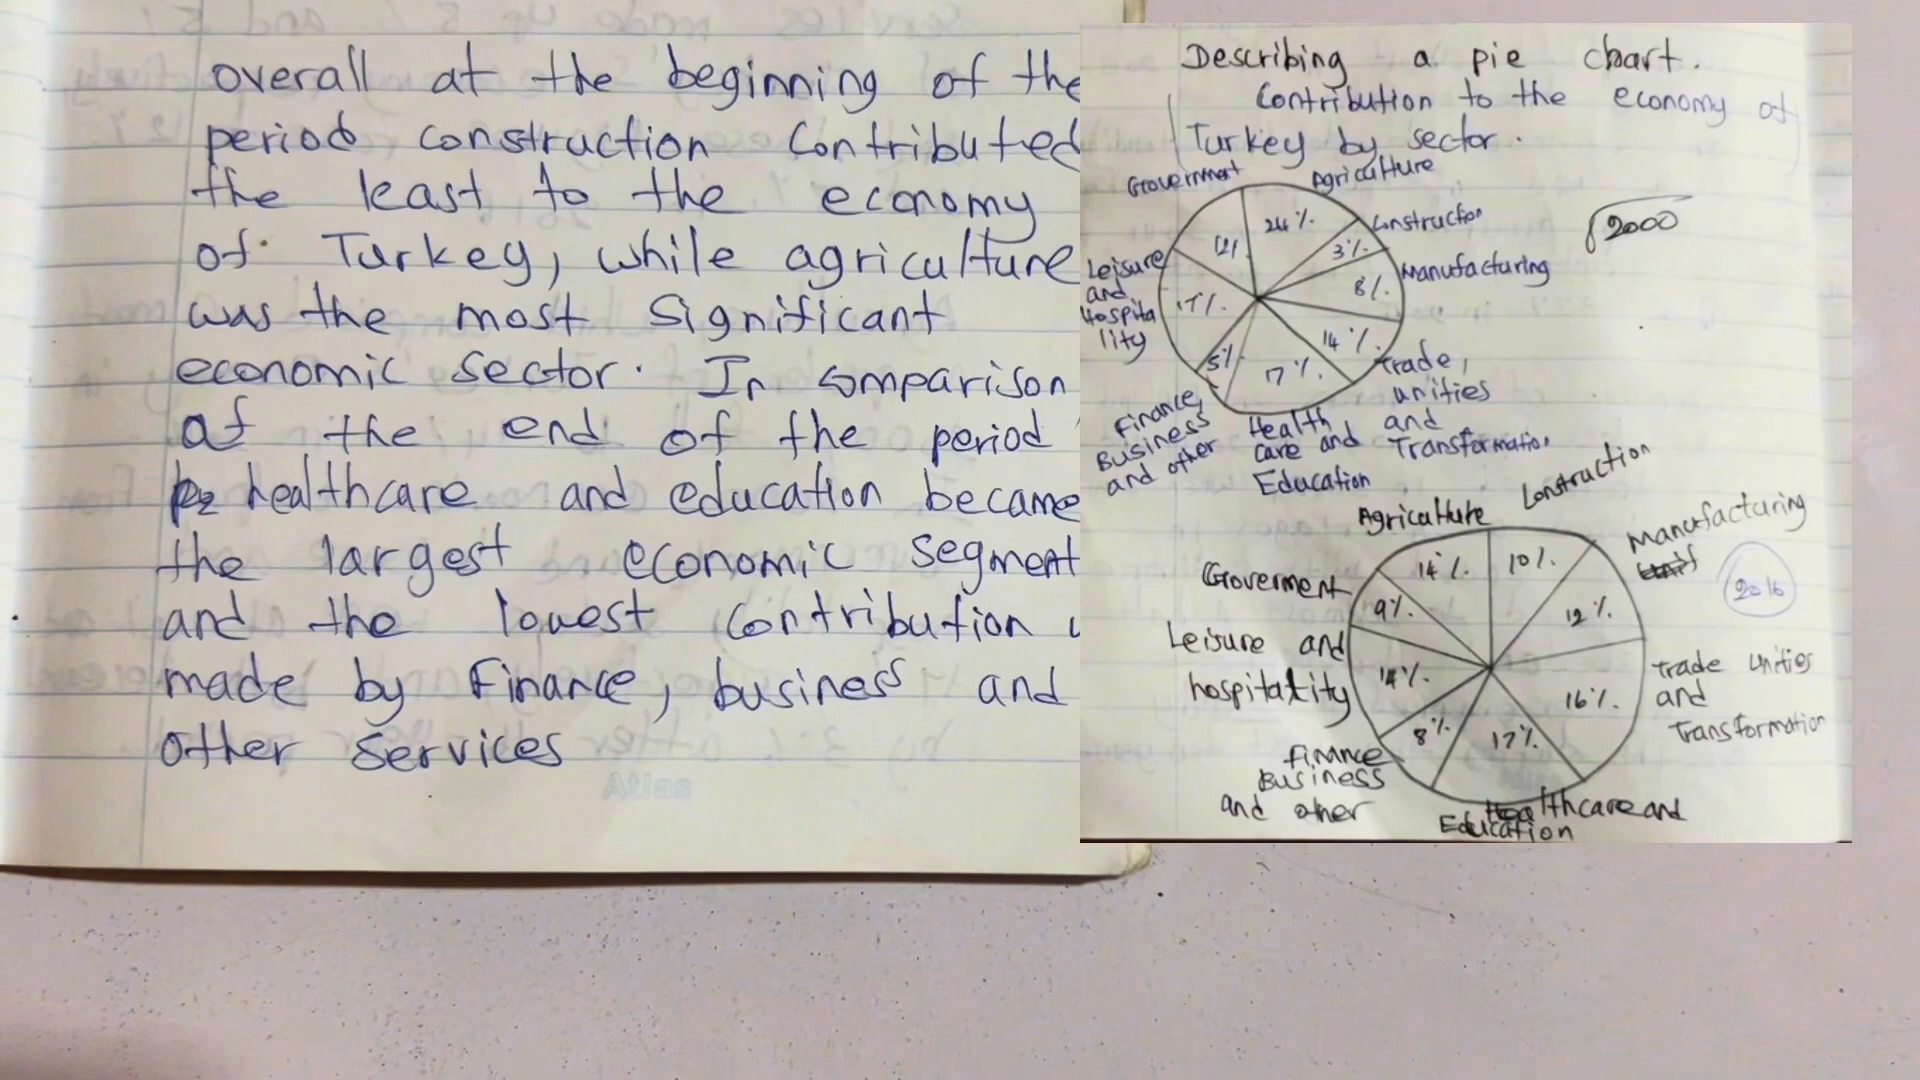 overall at the beginning of the
period construction Contributed
the least to the economy
of Turkey, while agriculture
was the most significant
economic sector. In comparison
at the end of the period
healthcare and education became
the largest economic segment
and the lowest contribution
made by Finance, business and
other services
Describing a pie chart.
Contribution to the economy of
Turkey by sector.
Government
Agriculture
Construction
2000
24%
12%
3%
Leisure
and
Hospita
lity
Manufacturing
8%
17%
14%
Trade,
unities
and
Transformation
5%
17%
Finance,
Business
and other
Health
care and
Education
Agriculture
Construction
Manufacturing
2016
Goverment
14%
10%
9%
12%
Leisure and
hospitality
14%
Trade unities
and
Transformation
16%
8%
17%
Finance
Business
and other
Healthcare and
Education